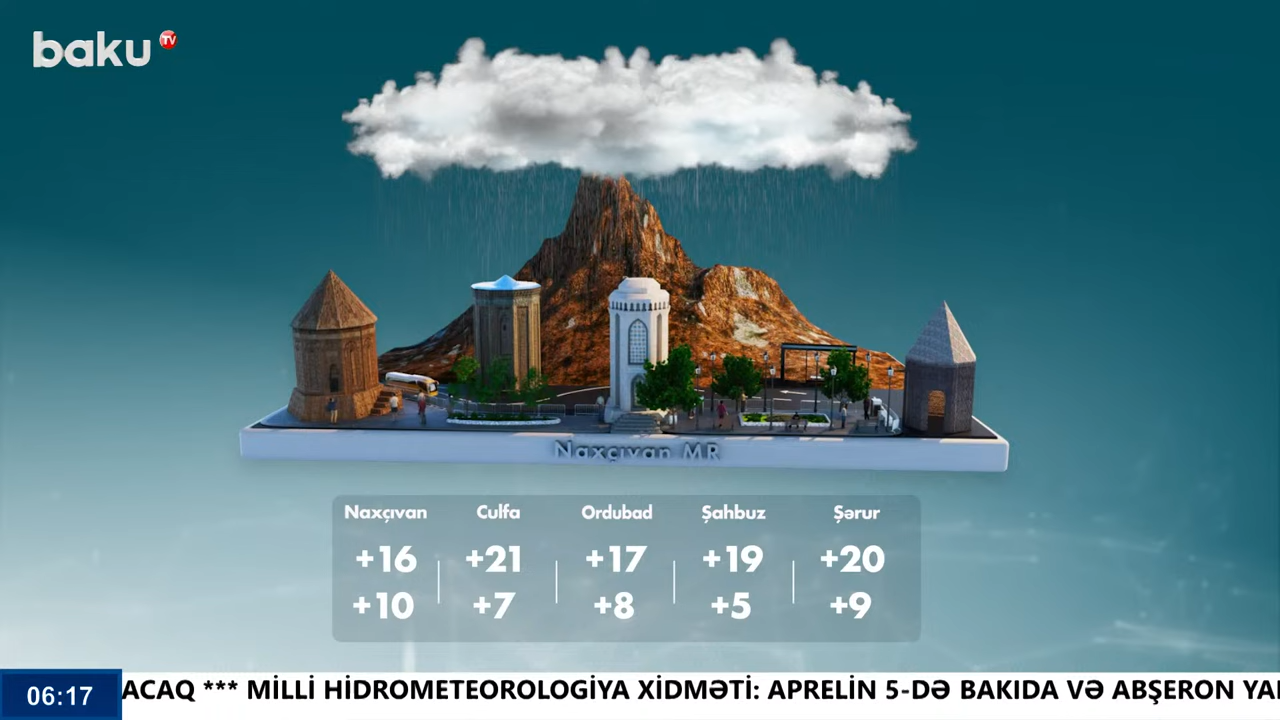 baku TV
Naxçıvan MR
Naxçıvan Culfa Ordubad Şahbuz Şərur
+16 +21 +17 +19 +20
+10 +7 +8 +5 +9
06:17 ACAQ *** MİLLİ HİDROMETEOROLOGİYA XİDMƏTİ: APRELİN 5-DƏ BAKIDA VƏ ABŞERON